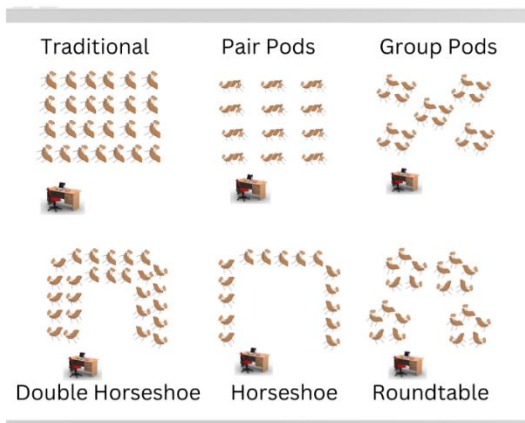 Traditional
Pair Pods
Group Pods
Double Horseshoe
Horseshoe
Roundtable